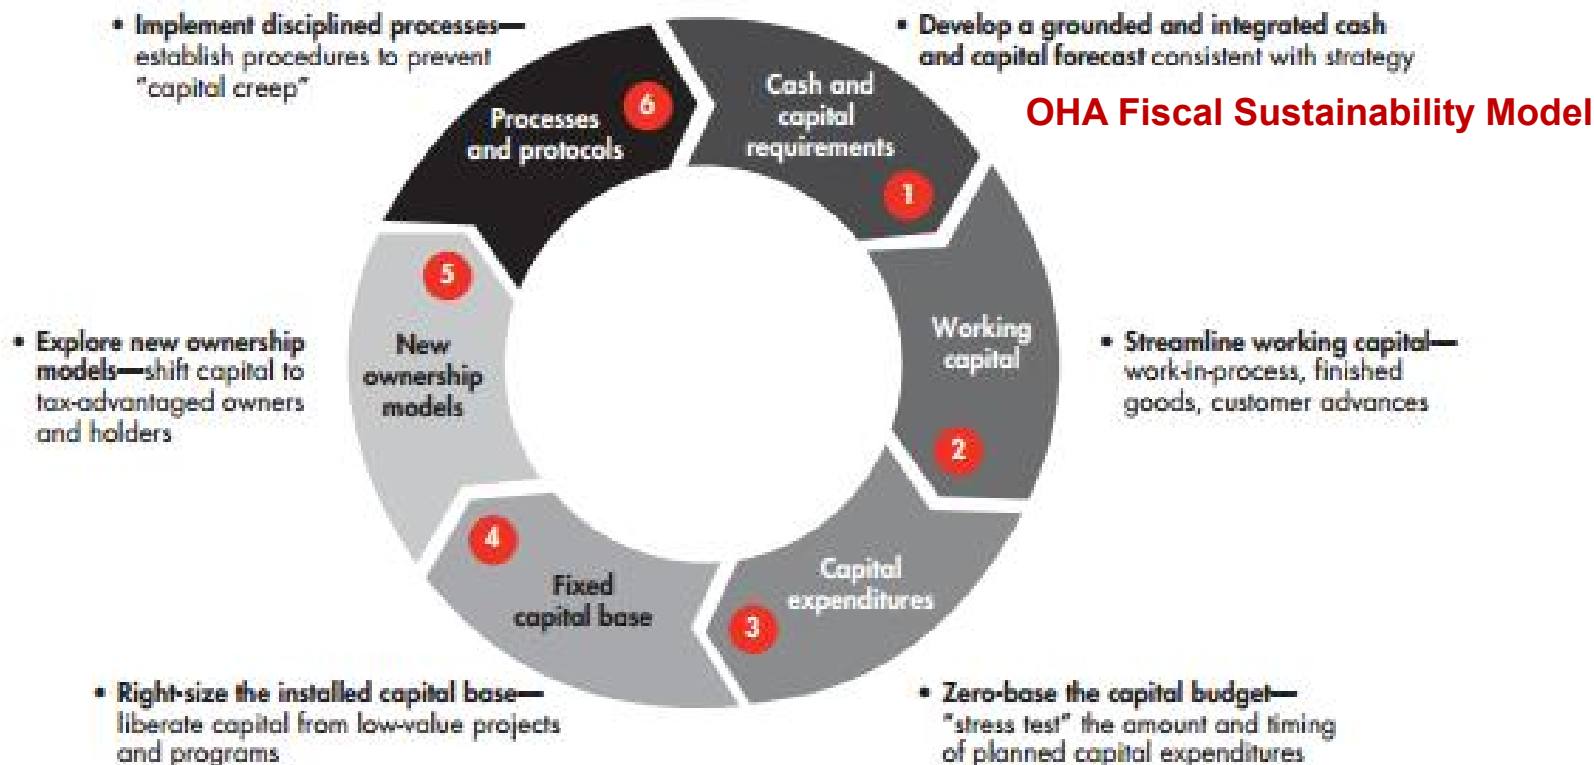 OHA Fiscal Sustainability Model
Cash and
capital
requirements
1
• Develop a grounded and integrated cash
and capital forecast consistent with strategy
Working
capital
2
• Streamline working capital—
work-in-process, finished
goods, customer advances
Capital
expenditures
3
• Zero-base the capital budget—
"stress test" the amount and timing
of planned capital expenditures
Fixed
capital base
4
• Right-size the installed capital base—
liberate capital from low-value projects
and programs
New
ownership
models
5
• Explore new ownership
models—shift capital to
tax-advantaged owners
and holders
Processes
and protocols
6
• Implement disciplined processes—
establish procedures to prevent
"capital creep"